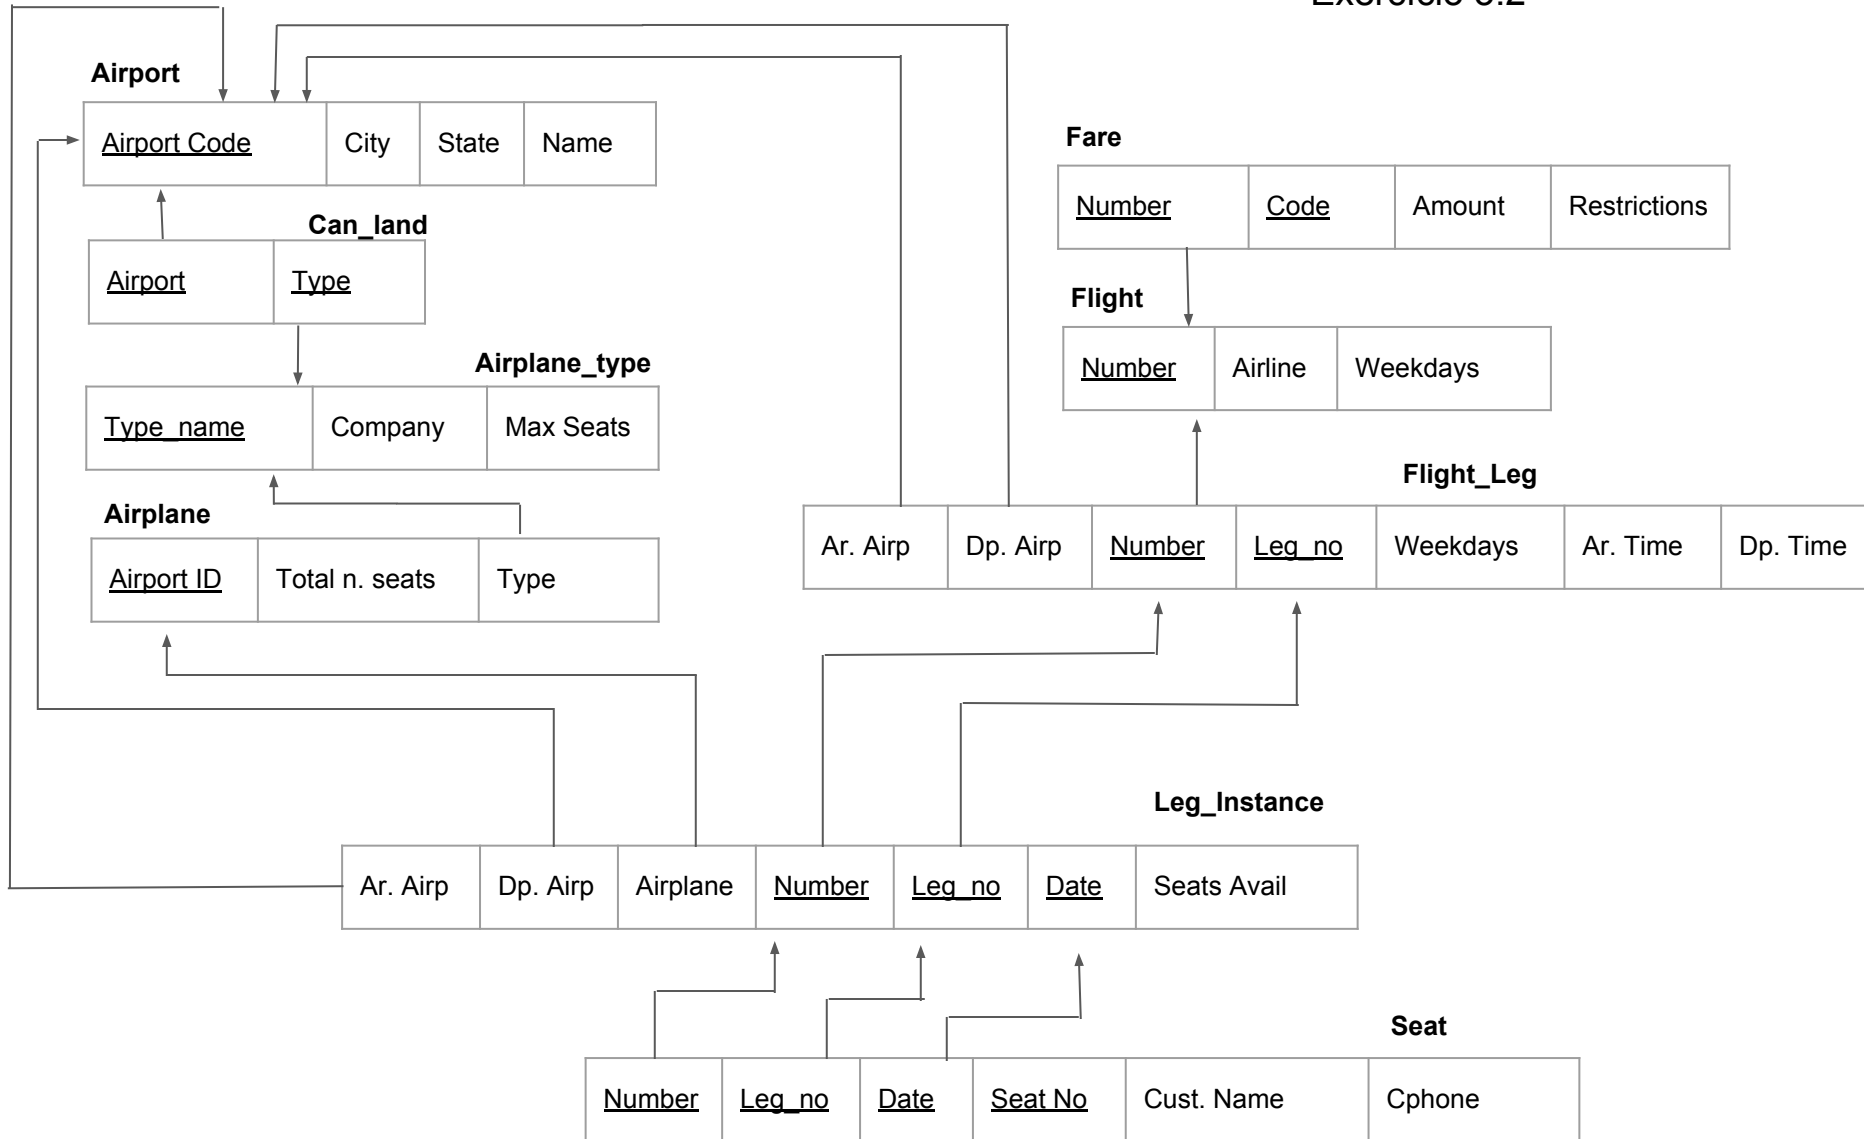 Exercício 5.2
Airport
Airport Code City State Name
Can_land
Airport Type
Airplane_type
Type_name Company Max Seats
Airplane
Airport ID Total n. seats Type
Fare
Number Code Amount Restrictions
Flight
Number Airline Weekdays
Flight_Leg
Ar. Airp Dp. Airp Number Leg_no Weekdays Ar. Time Dp. Time
Leg_Instance
Ar. Airp Dp. Airp Airplane Number Leg_no Date Seats Avail
Seat
Number Leg_no Date Seat No Cust. Name Cphone